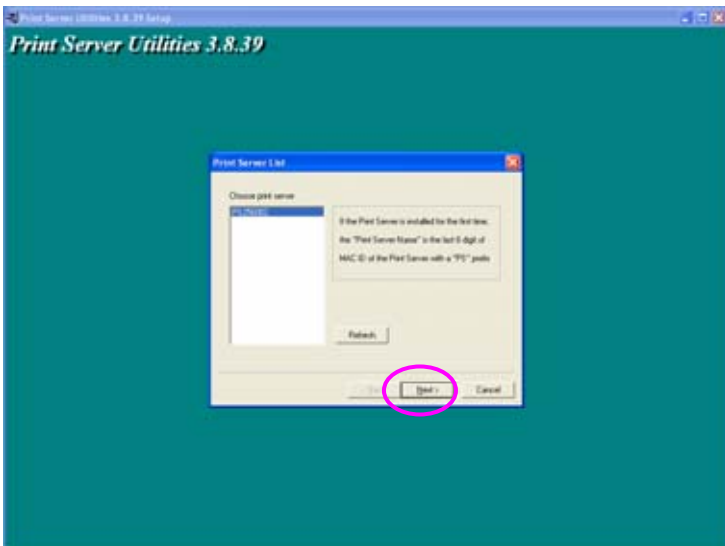 Print Server Utilities 3.8.39 Setup
Print Server Utilities 3.8.39
Print Server List
Choose print server
If the Print Server is installed for the first time,
the "Print Server Name" is the last 6 digit of
MAC ID of the Print Server with a "PS" prefix
Refresh
Next >
Cancel